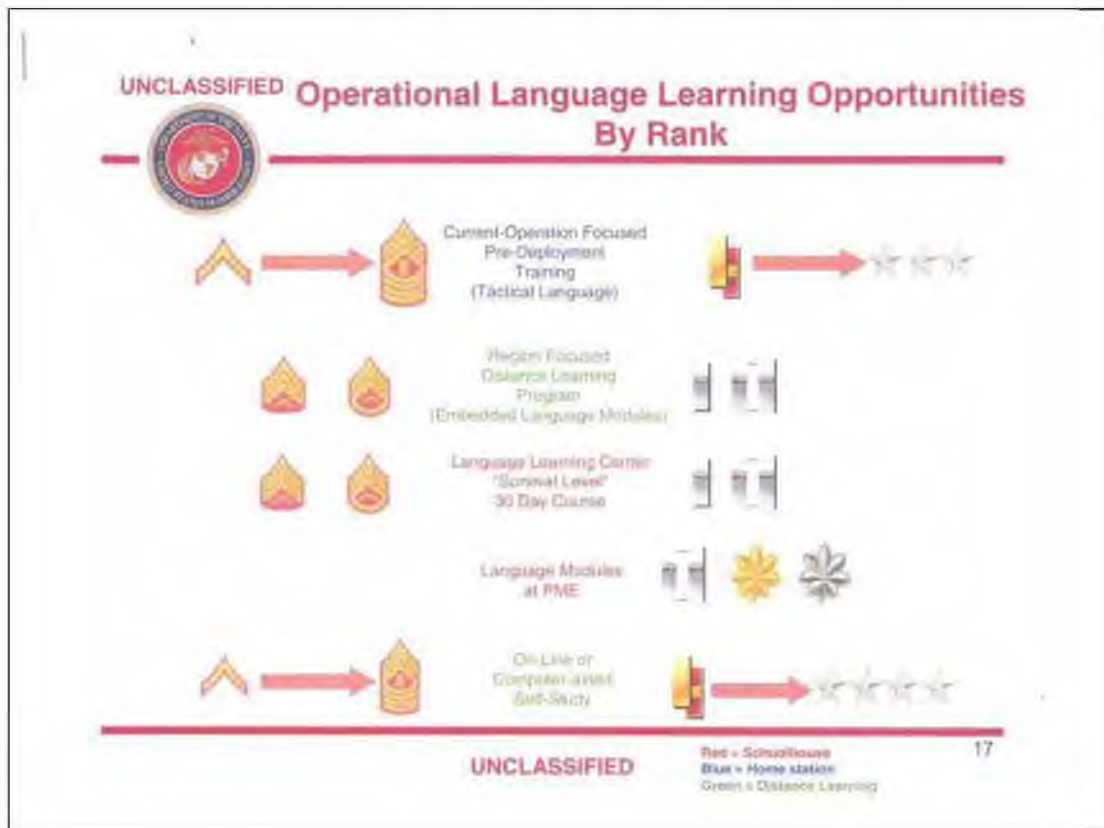 UNCLASSIFIED
Operational Language Learning Opportunities
By Rank
Current-Operation Focused
Pre-Deployment
Training
(Tactical Language)
Region Focused
Distance Learning
Program
(Embedded Language Modules)
Language Learning Center
"Survival Level"
30 Day Course
Language Modules
at PME
On-Line or
Computer-aided
Self-Study
UNCLASSIFIED
Red = Schoolhouse
Blue = Home station
Green = Distance Learning
17